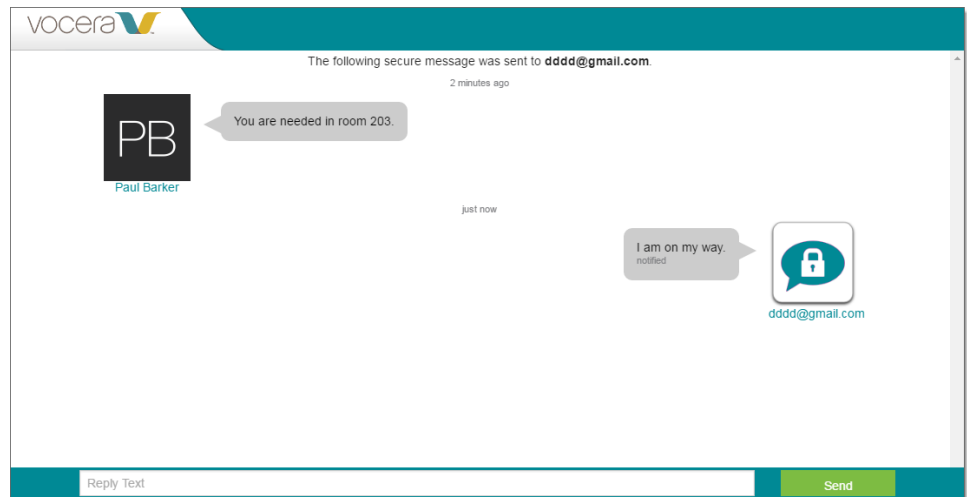 vocera
The following secure message was sent to dddd@gmail.com.
2 minutes ago
PB
You are needed in room 203.
Paul Barker
just now
I am on my way.
notified
dddd@gmail.com
Reply Text
Send